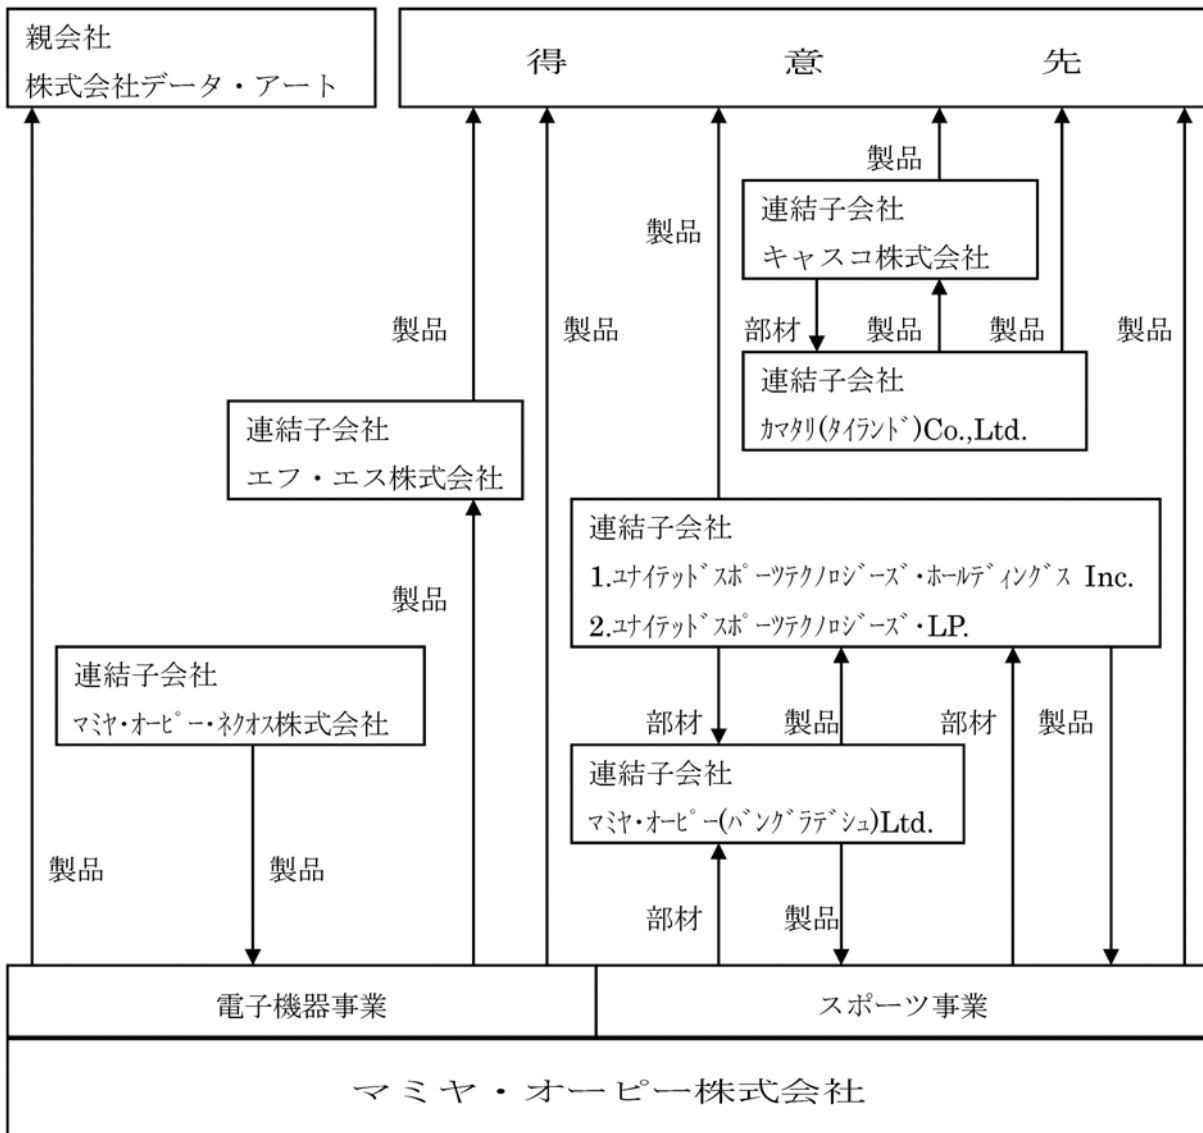 親会社
株式会社データ・アート
得意先
製品
連結子会社
キャスコ株式会社
製品
製品
製品
部材
製品
製品
製品
連結子会社
ｶﾏﾀﾘ(ﾀｲﾗﾝﾄﾞ)Co.,Ltd.
連結子会社
エフ・エス株式会社
連結子会社
1.ﾕﾅｲﾃｯﾄﾞｽﾎﾟｰﾂﾃｸﾉﾛｼﾞｰｽﾞ・ﾎｰﾙﾃﾞｨﾝｸﾞｽ Inc.
2.ﾕﾅｲﾃｯﾄﾞｽﾎﾟｰﾂﾃｸﾉﾛｼﾞｰｽﾞ・LP.
製品
連結子会社
ﾏﾐﾔ・ｵｰﾋﾟｰ・ﾈｸｵｽ株式会社
部材
製品
部材
製品
連結子会社
ﾏﾐﾔ・ｵｰﾋﾟｰ(ﾊﾞﾝｸﾞﾗﾃﾞｼｭ)Ltd.
製品
製品
部材
製品
電子機器事業
スポーツ事業
マミヤ・オーピー株式会社